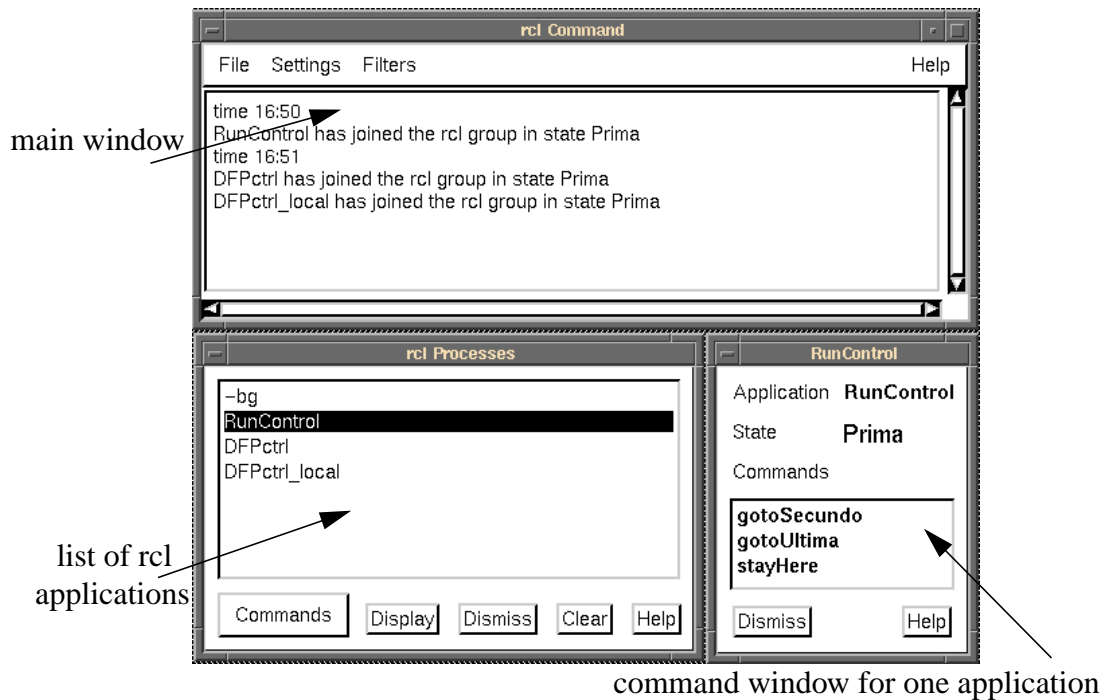 rcl Command
File Settings Filters Help
time 16:50
RunControl has joined the rcl group in state Prima
time 16:51
DFPctrl has joined the rcl group in state Prima
DFPctrl_local has joined the rcl group in state Prima
main window
rcl Processes
-bg
RunControl
DFPctrl
DFPctrl_local
Commands Display Dismiss Clear Help
list of rcl
applications
RunControl
Application RunControl
State Prima
Commands
gotoSecundo
gotoUltima
stayHere
Dismiss Help
command window for one application